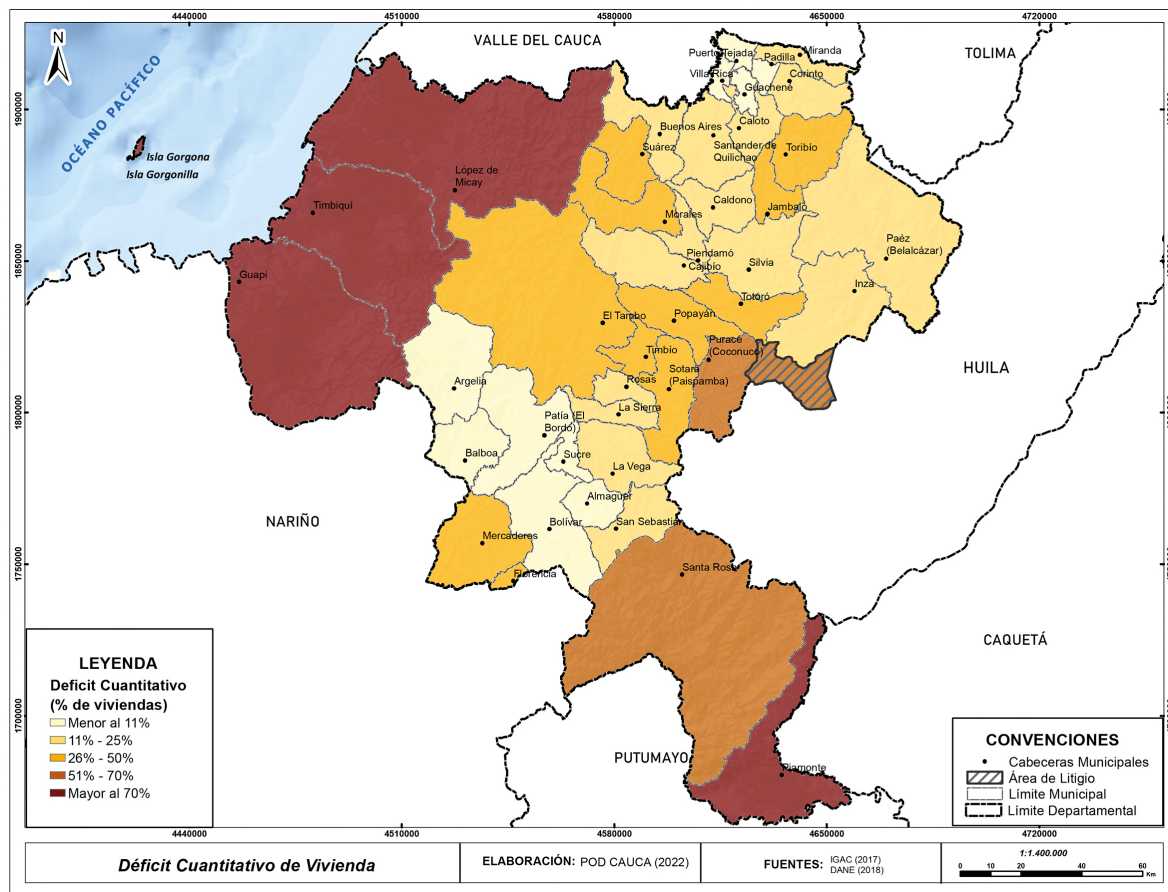 4440000
4510000
4580000
4650000
4720000
N
VALLE DEL CAUCA
TOLIMA
OCÉANO PACÍFICO
Isla Gorgona
Isla Gorgonilla
Puerto Tejada
Miranda
Padilla
Villa Rica
Corinto
Guachené
1900000
Buenos Aires
Caloto
Santander de
Quilichao
Suárez
Toribío
López de
Micay
Timbiquí
Caldono
Jambaló
Morales
Paéz
(Belalcázar)
1850000
Piendamó
Cajibío
Silvia
Guapi
Inzá
Totoró
El Tambo
Popayán
Puracé
(Coconuco)
Timbío
HUILA
Sotará
(Paispamba)
Argelia
Rosas
1800000
La Sierra
Patía (El
Bordo)
Balboa
Sucre
La Vega
Almaguer
NARIÑO
Bolívar
San Sebastia
Mercaderes
1750000
Florencia
Santa Rosa
CAQUETÁ
LEYENDA
Deficit Cuantitativo
(% de viviendas)
Menor al 11%
11% - 25%
26% - 50%
51% - 70%
Mayor al 70%
1700000
PUTUMAYO
Piamonte
CONVENCIONES
Cabeceras Municipales
Área de Litigio
Límite Municipal
Límite Departamental
4440000
4510000
4580000
4650000
4720000
Déficit Cuantitativo de Vivienda
ELABORACIÓN: POD CAUCA (2022)
FUENTES: IGAC (2017)
DANE (2018)
1:1.400.000
0 10 20 40 60
Km